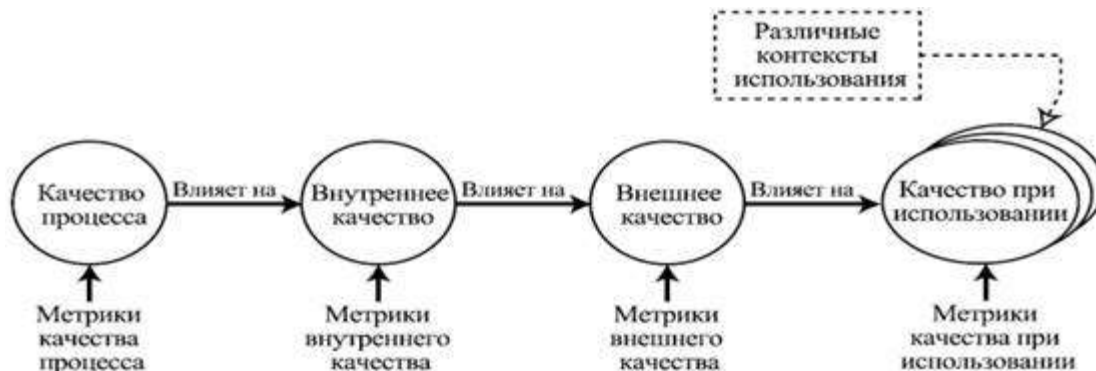 Различные
контексты
использования
Качество
процесса
Влияет на
Внутреннее
качество
Влияет на
Внешнее
качество
Влияет на
Качество при
использовании
Метрики
качества
процесса
Метрики
внутреннего
качества
Метрики
внешнего
качества
Метрики
качества при
использовании